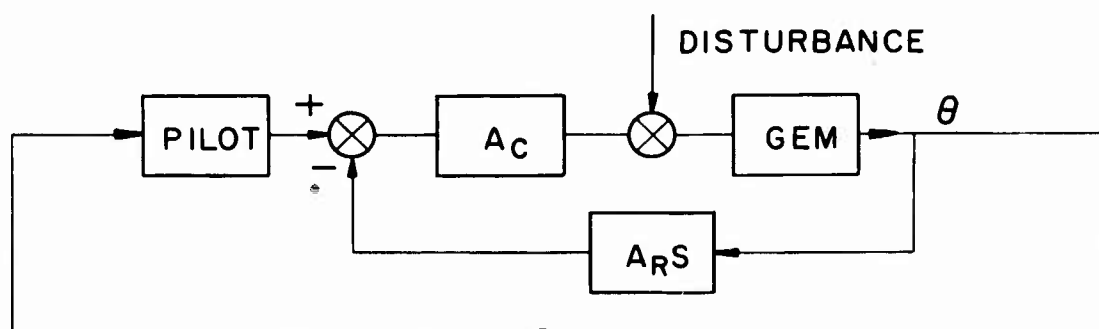 DISTURBANCE
PILOT
+
−
A_C
GEM
θ
A_RS